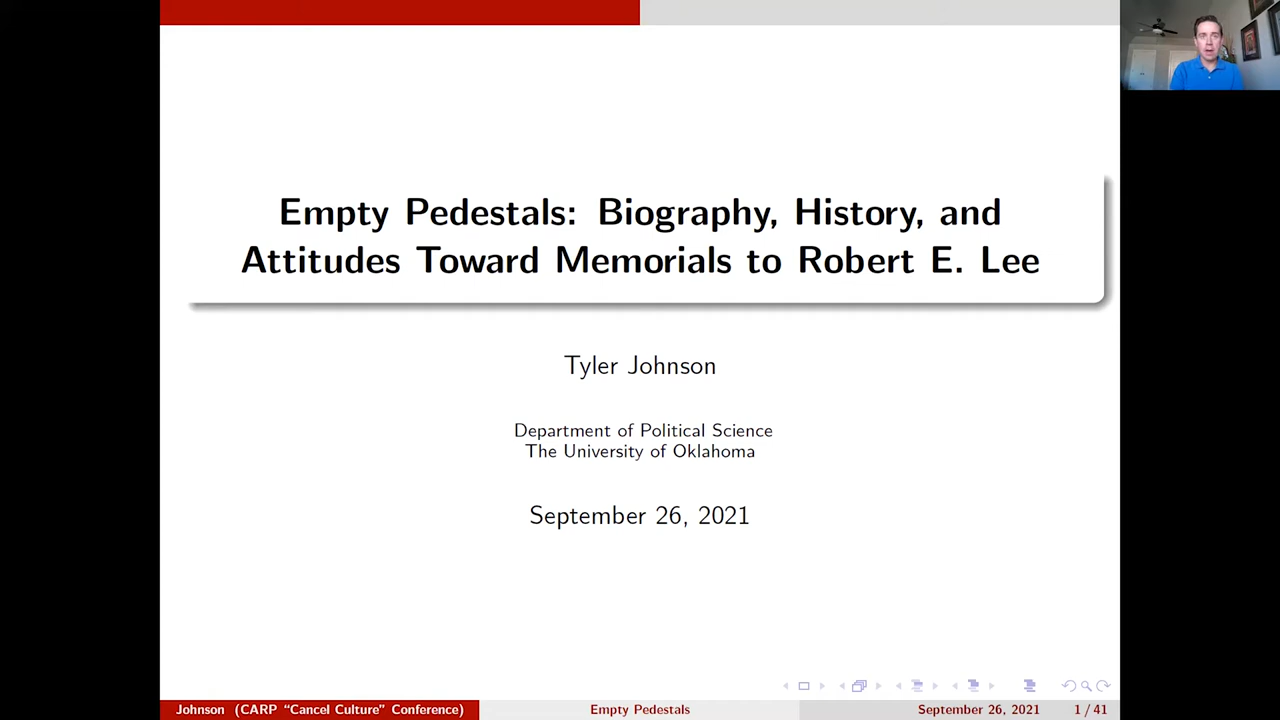 Empty Pedestals: Biography, History, and
Attitudes Toward Memorials to Robert E. Lee
Tyler Johnson
Department of Political Science
The University of Oklahoma
September 26, 2021
Johnson (CARP “Cancel Culture” Conference) Empty Pedestals September 26, 2021 1 / 41